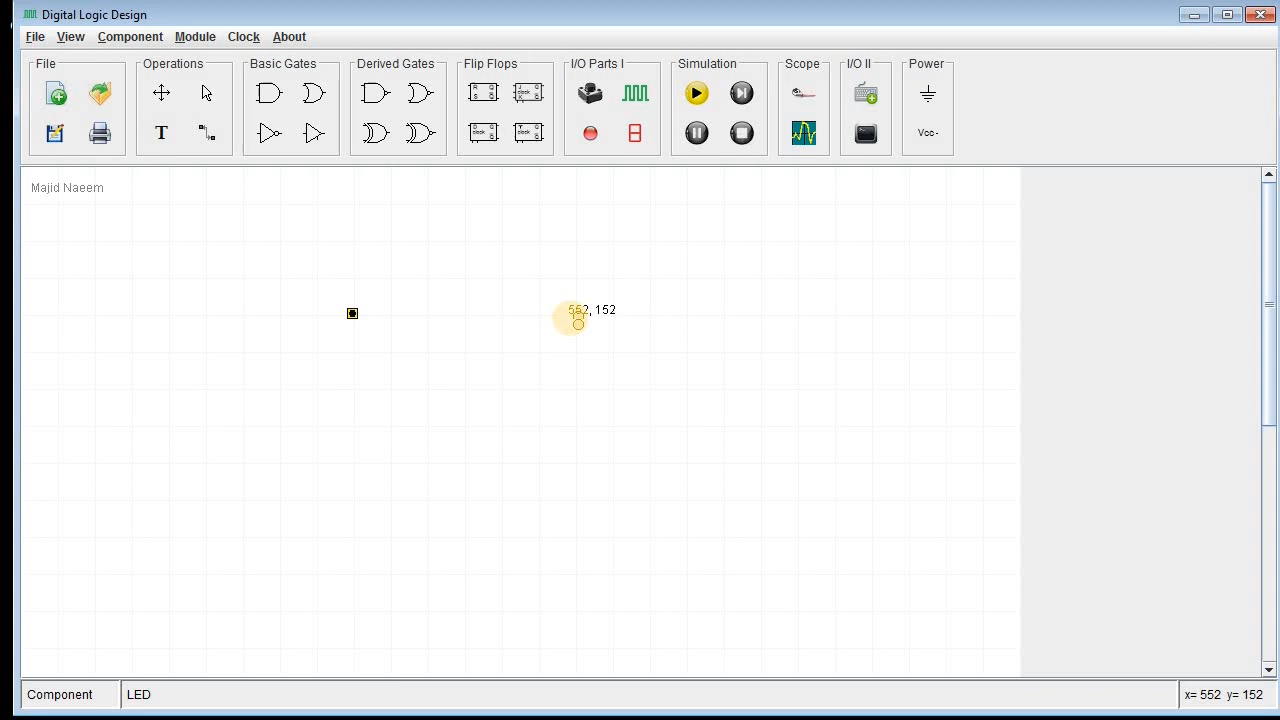 Digital Logic Design
File View Component Module Clock About
File Operations Basic Gates Derived Gates Flip Flops I/O Parts I Simulation Scope I/O II Power
T Vcc-
Majid Naeem
552, 152
Component LED x= 552 y= 152